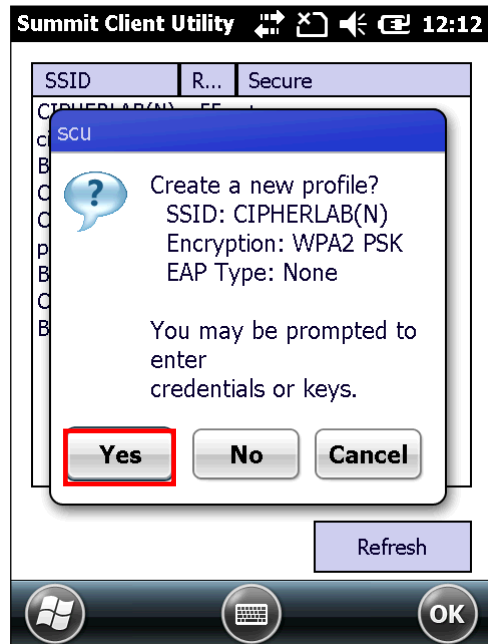 Summit Client Utility 12:12
SSID R... Secure
scu
Create a new profile?
SSID: CIPHERLAB(N)
Encryption: WPA2 PSK
EAP Type: None
You may be prompted to
enter
credentials or keys.
Yes No Cancel
Refresh
OK